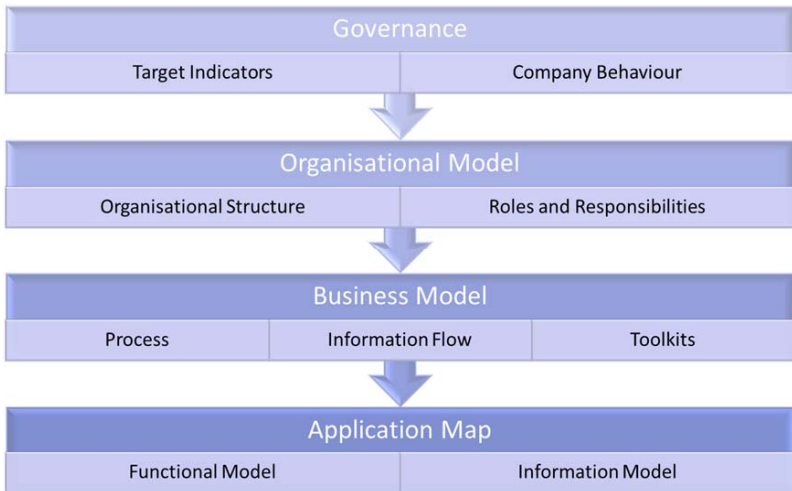 Governance
Target Indicators
Company Behaviour
Organisational Model
Organisational Structure
Roles and Responsibilities
Business Model
Process
Information Flow
Toolkits
Application Map
Functional Model
Information Model